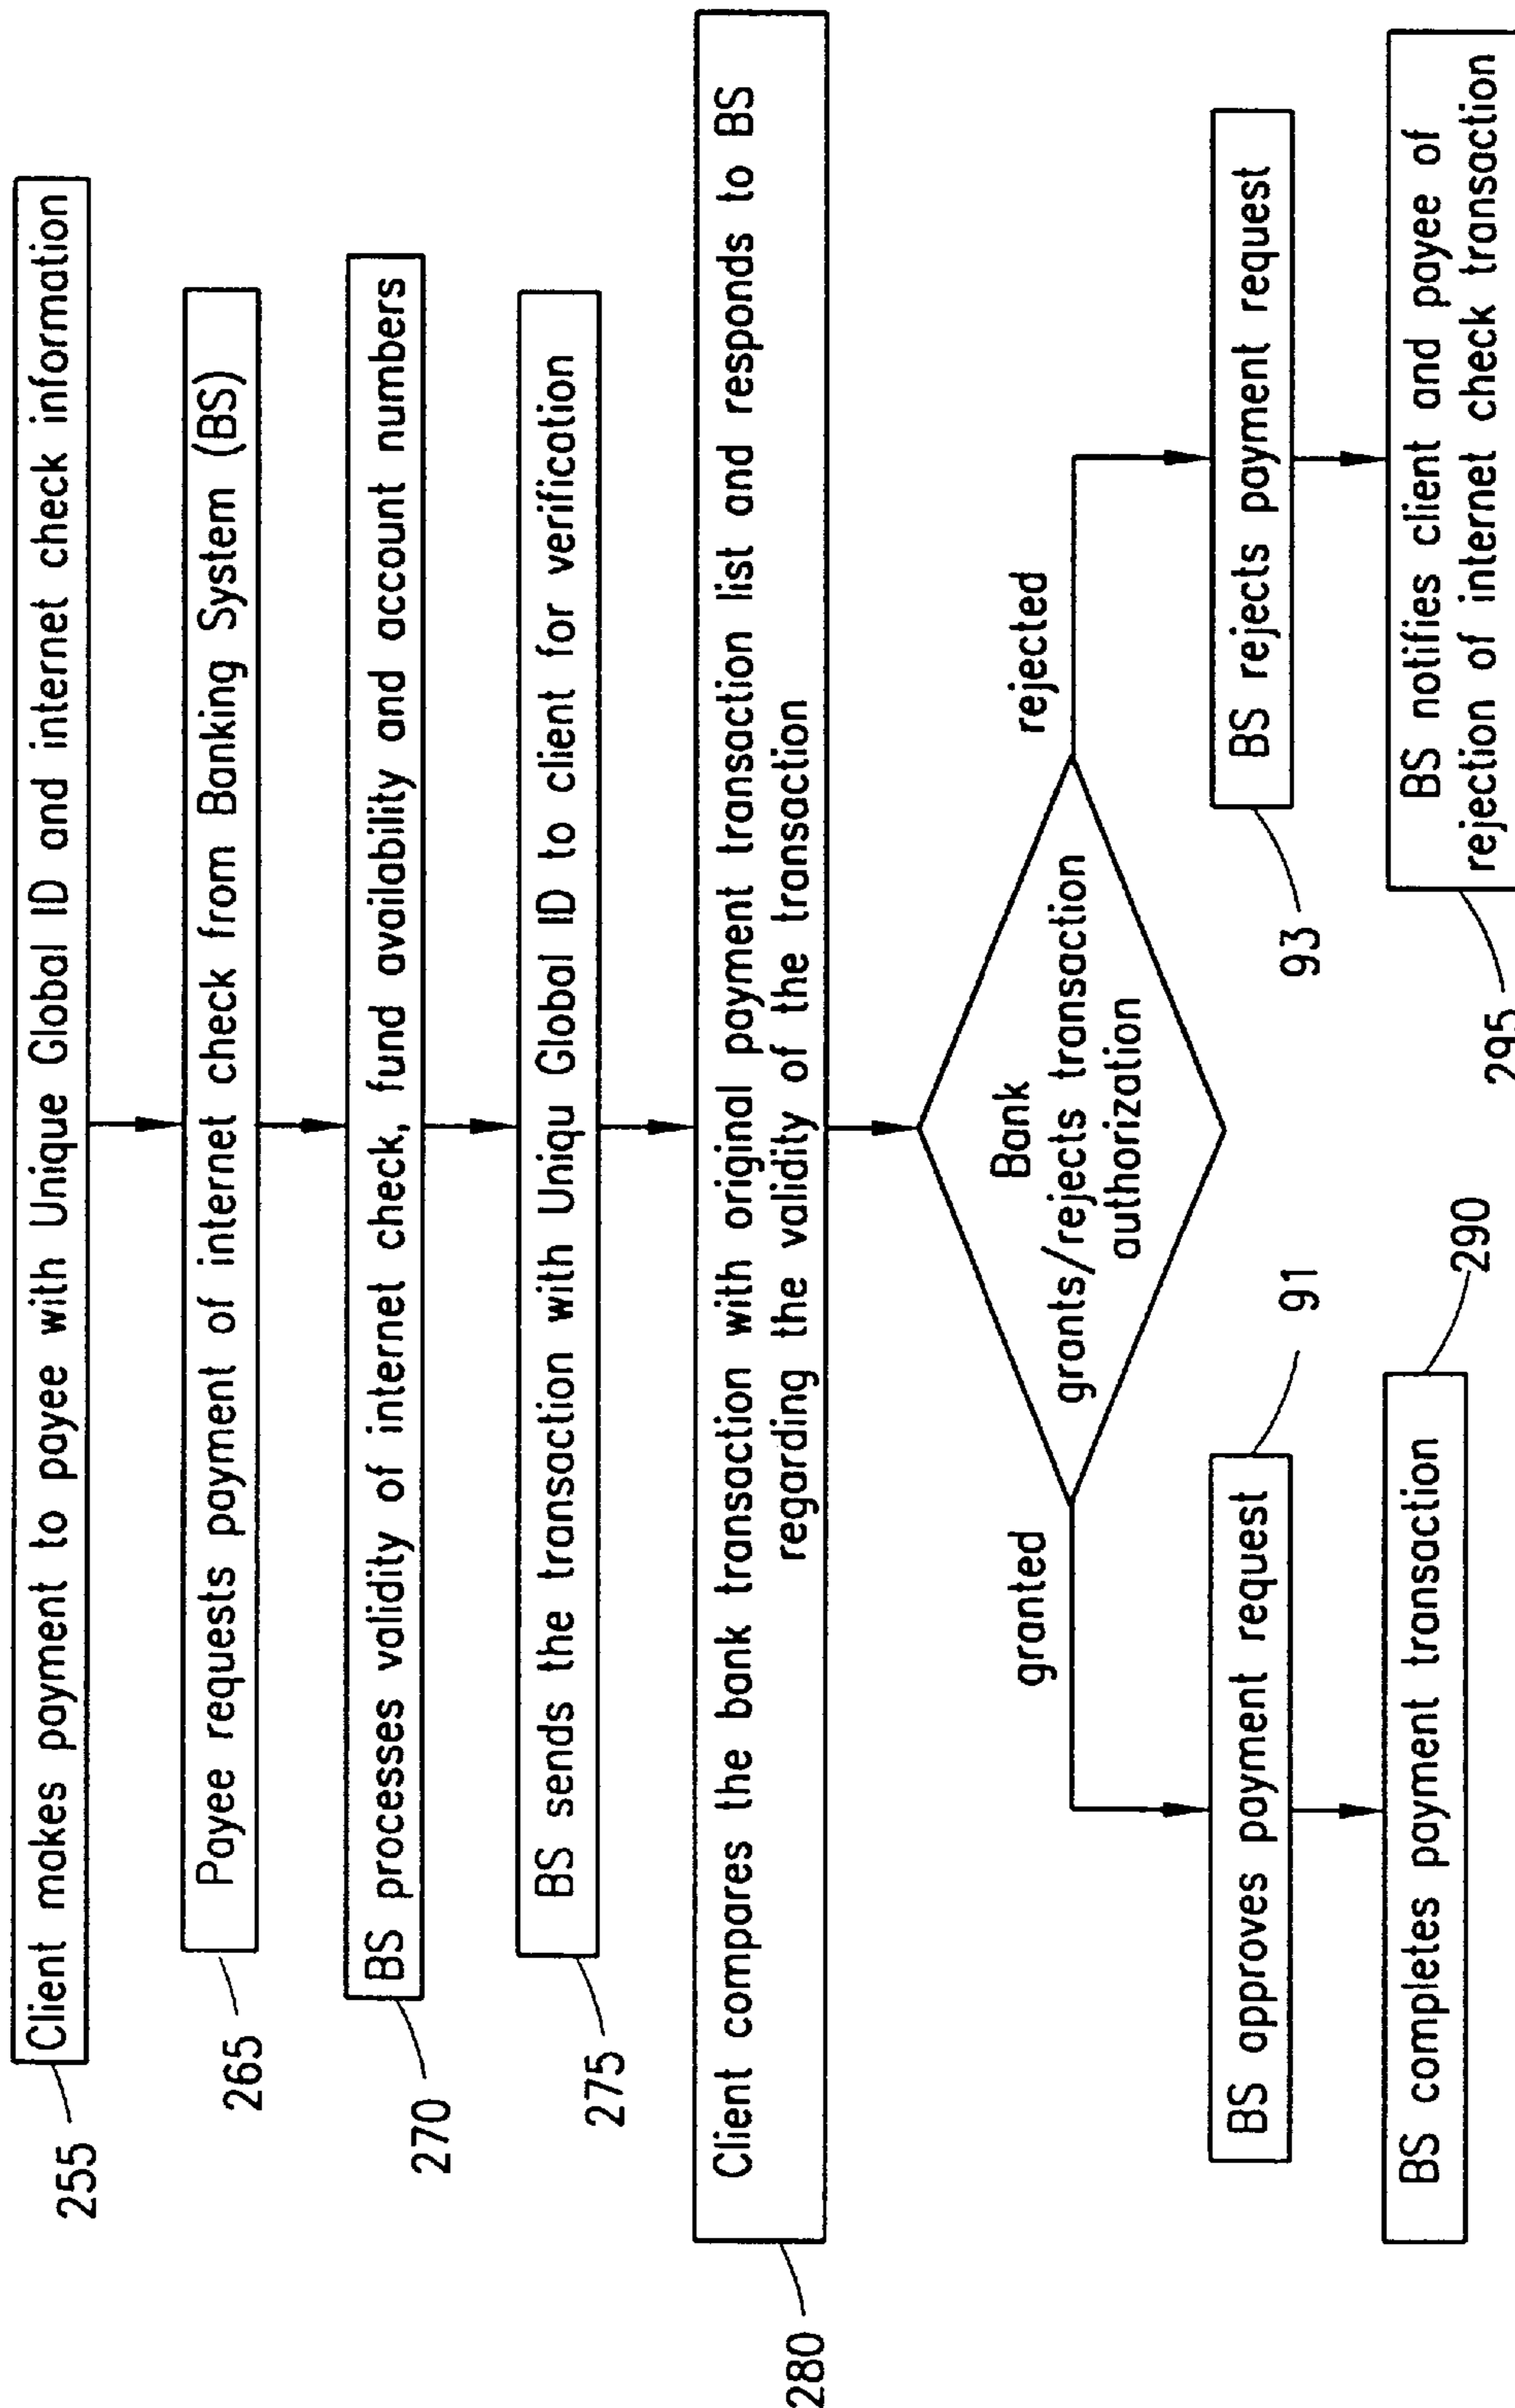 255
Client makes payment to payee with Unique Global ID and internet check information
265
Payee requests payment of internet check from Banking System (BS)
270
BS processes validity of internet check, fund availability and account numbers
275
BS sends the transaction with Uniqu Global ID to client for verification
280
Client compares the bank transaction with original payment transaction list and responds to BS
regarding the validity of the transaction
Bank
grants/rejects transaction
authorization
granted
rejected
BS approves payment request
91
93
BS rejects payment request
BS completes payment transaction
290
295
BS notifies client and payee of
rejection of internet check transaction